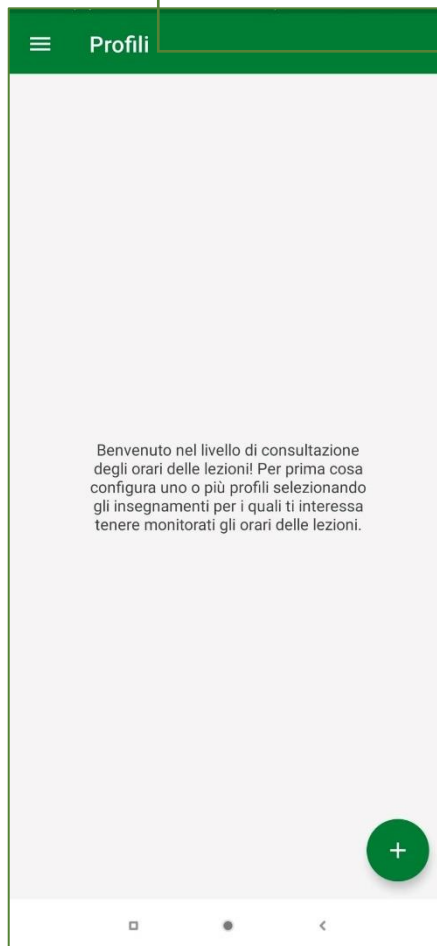 Profili
Benvenuto nel livello di consultazione
degli orari delle lezioni! Per prima cosa
configura uno o più profili selezionando
gli insegnamenti per i quali ti interessa
tenere monitorati gli orari delle lezioni.
+